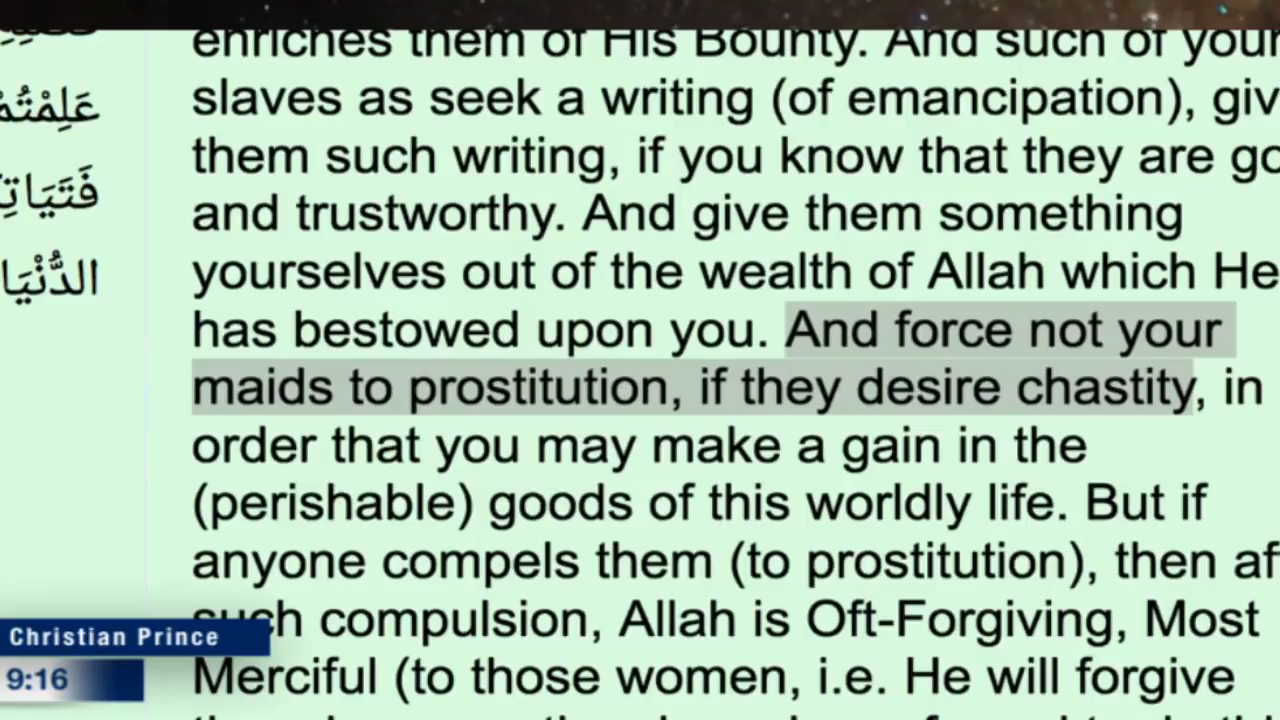 enriches them of His Bounty. And such of your
slaves as seek a writing (of emancipation), giv
عَلِمْتُمْ
them such writing, if you know that they are go
فَتَيَاتِ
and trustworthy. And give them something
yourselves out of the wealth of Allah which He
الدُّنْيَا
has bestowed upon you. And force not your
maids to prostitution, if they desire chastity, in
order that you may make a gain in the
(perishable) goods of this worldly life. But if
anyone compels them (to prostitution), then af
such compulsion, Allah is Oft-Forgiving, Most
Christian Prince
Merciful (to those women, i.e. He will forgive
9:16